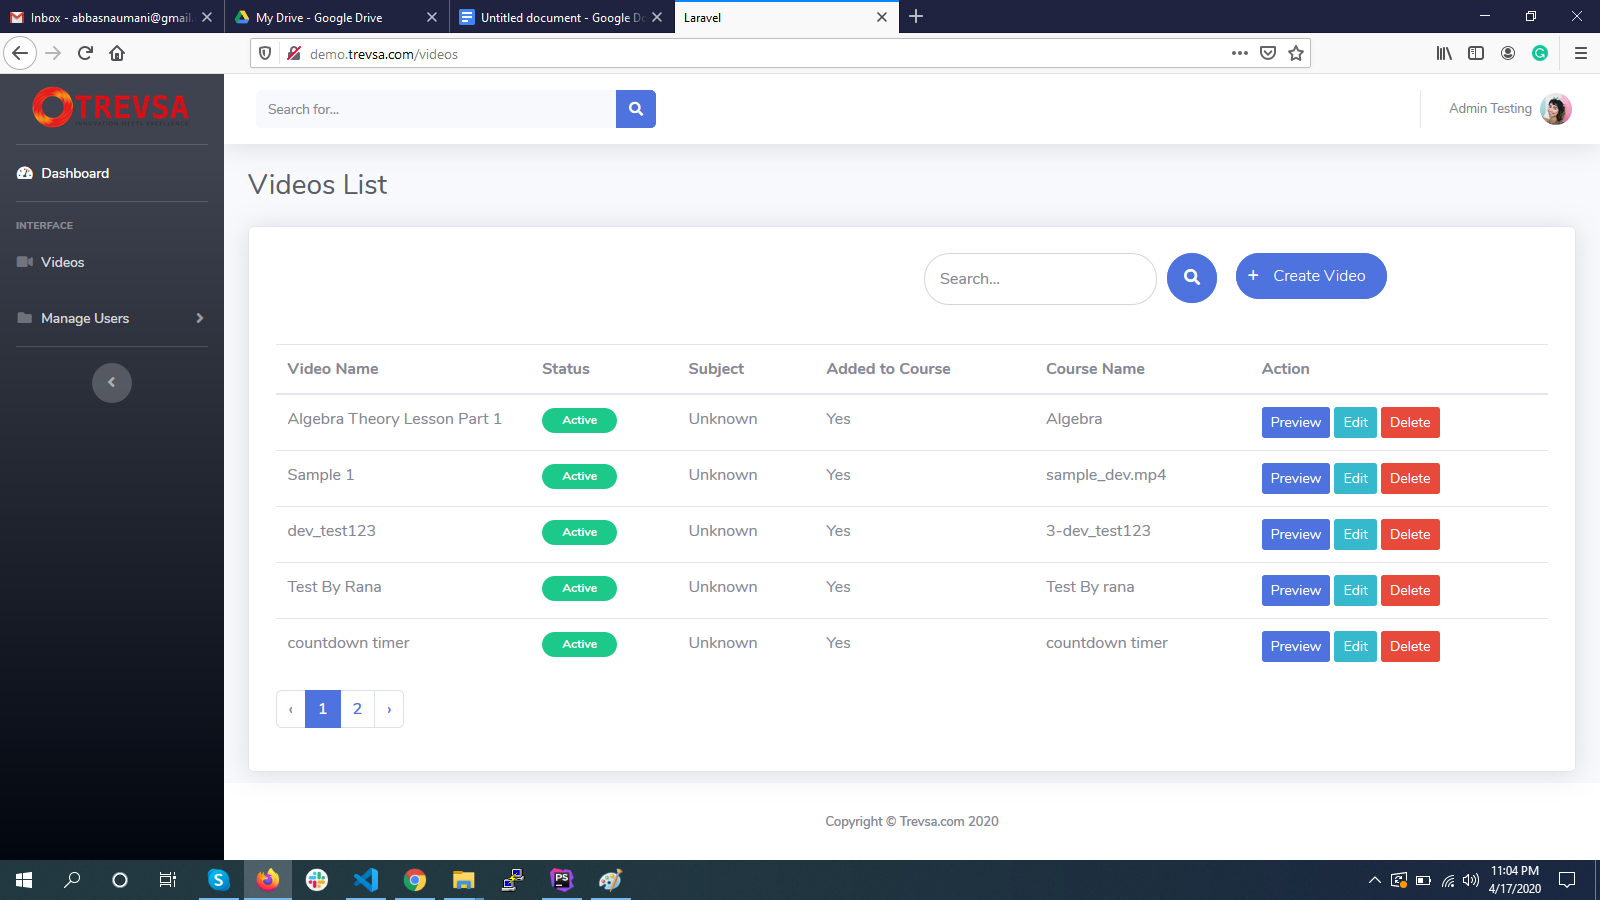 Inbox - abbasnaumani@gmail.
My Drive - Google Drive
Untitled document - Google Do
Laravel
demo.trevsa.com/videos
TREVSA
Search for...
Admin Testing
Dashboard
INTERFACE
Videos
Manage Users
Videos List
Search...
+ Create Video
Video Name Status Subject Added to Course Course Name Action
Algebra Theory Lesson Part 1 Active Unknown Yes Algebra Preview Edit Delete
Sample 1 Active Unknown Yes sample_dev.mp4 Preview Edit Delete
dev_test123 Active Unknown Yes 3-dev_test123 Preview Edit Delete
Test By Rana Active Unknown Yes Test By rana Preview Edit Delete
countdown timer Active Unknown Yes countdown timer Preview Edit Delete
‹ 1 2 ›
Copyright © Trevsa.com 2020
11:04 PM
4/17/2020